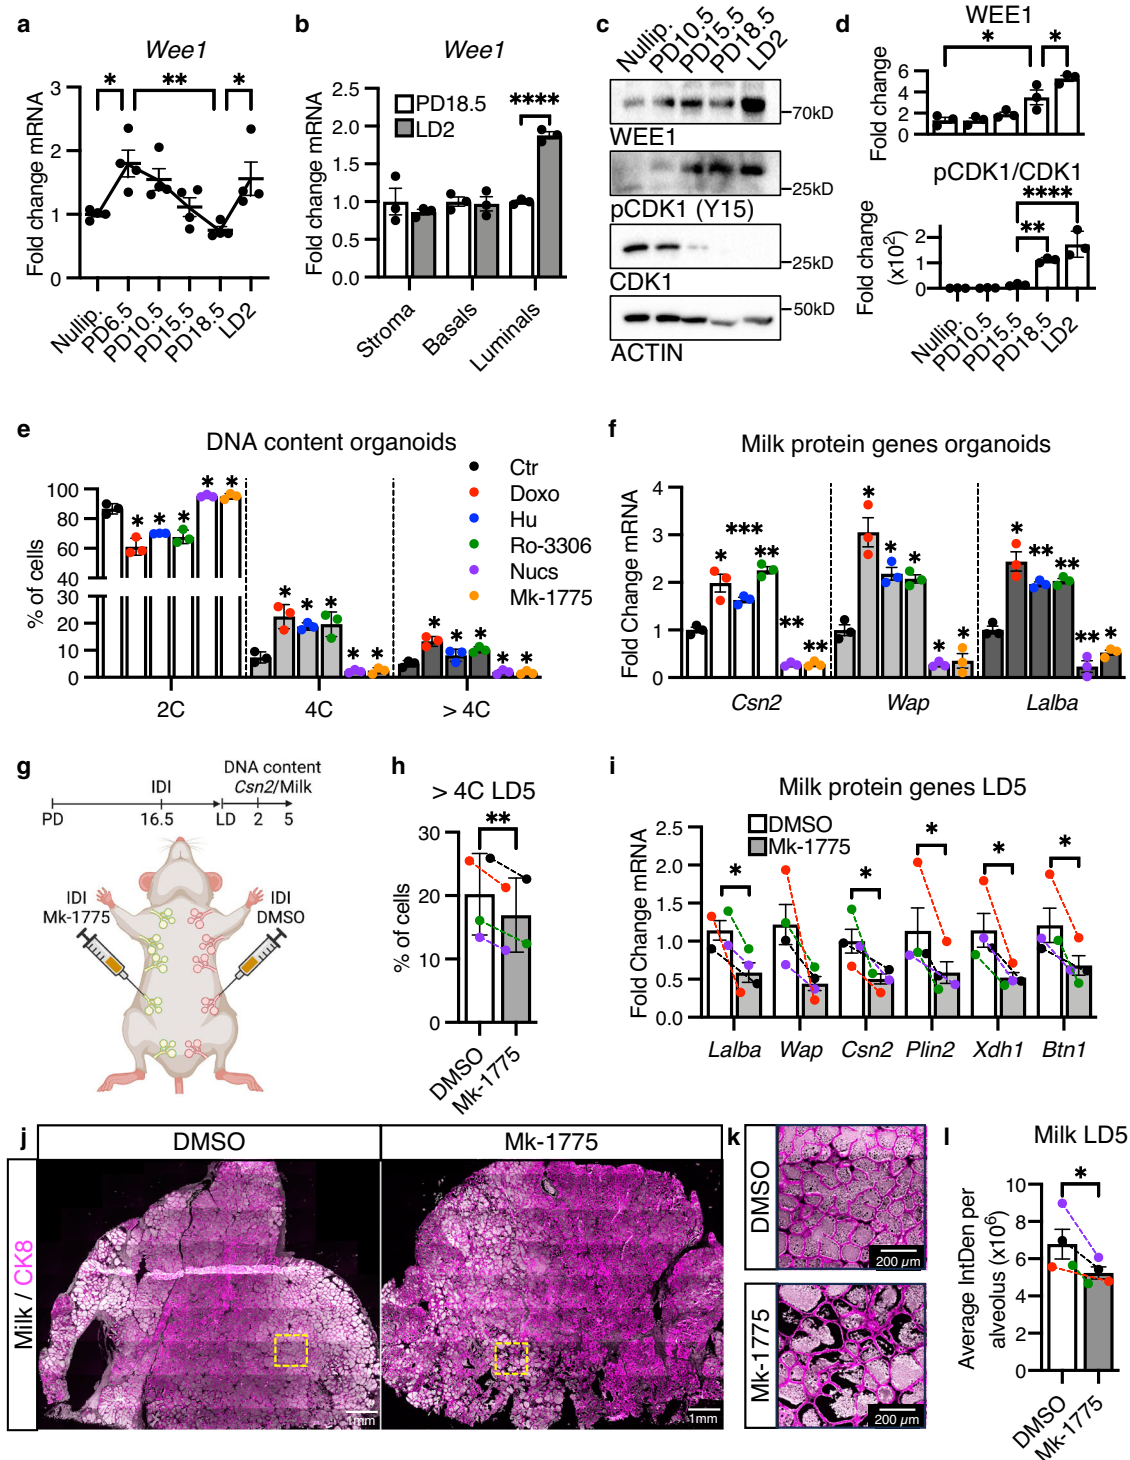 a
Wee1
* ** *
Fold change mRNA
3
2
1
0
Nullip.
PD6.5
PD10.5
PD15.5
PD18.5
LD2
b
Wee1
PD18.5
LD2
****
Fold change mRNA
2.5
2.0
1.5
1.0
0.5
0.0
Stroma
Basals
Luminals
c
Nullip.
PD10.5
PD15.5
PD18.5
LD2
70kD
WEE1
25kD
pCDK1 (Y15)
25kD
CDK1
50kD
ACTIN
d
WEE1
* *
Fold change
6
4
2
0
pCDK1/CDK1
****
**
Fold change
(x10²)
2
1
0
Nullip.
PD10.5
PD15.5
PD18.5
LD2
e
DNA content organoids
Ctr
Doxo
Hu
Ro-3306
Nucs
Mk-1775
% of cells
100
80
60
40
30
20
10
0
* * * * *
* * * * *
* * * * *
2C
4C
> 4C
f
Milk protein genes organoids
Fold Change mRNA
4
3
2
1
0
* *** ** ** **
* * * * *
* ** ** ** *
Csn2
Wap
Lalba
g
DNA content
IDI Csn2/Milk
PD 16.5 LD 2 5
IDI
Mk-1775
IDI
DMSO
h
> 4C LD5
**
% of cells
30
20
10
0
DMSO
Mk-1775
i
Milk protein genes LD5
DMSO
Mk-1775
Fold Change mRNA
2.5
2.0
1.5
1.0
0.5
0.0
* * * * *
Lalba
Wap
Csn2
Plin2
Xdh1
Btn1
j
DMSO
Mk-1775
Milk / CK8
1mm
1mm
k
DMSO
200 µm
Mk-1775
200 µm
l
Milk LD5
*
Average IntDen per
alveolus (x10⁶)
10
8
6
4
2
0
DMSO
Mk-1775